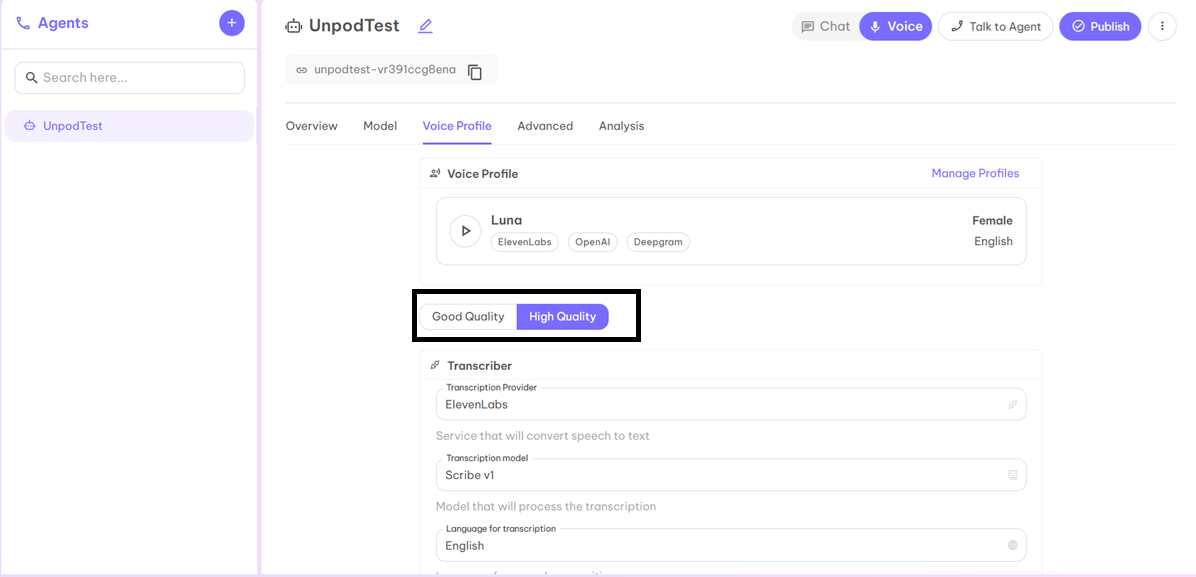 Agents
+
Search here...
UnpodTest
UnpodTest
Chat
Voice
Talk to Agent
Publish
unpodtest-vr391ccg8ena
Overview Model Voice Profile Advanced Analysis
Voice Profile
Manage Profiles
Luna
Female
ElevenLabs OpenAI Deepgram
English
Good Quality High Quality
Transcriber
Transcription Provider
ElevenLabs
Service that will convert speech to text
Transcription model
Scribe v1
Model that will process the transcription
Language for transcription
English